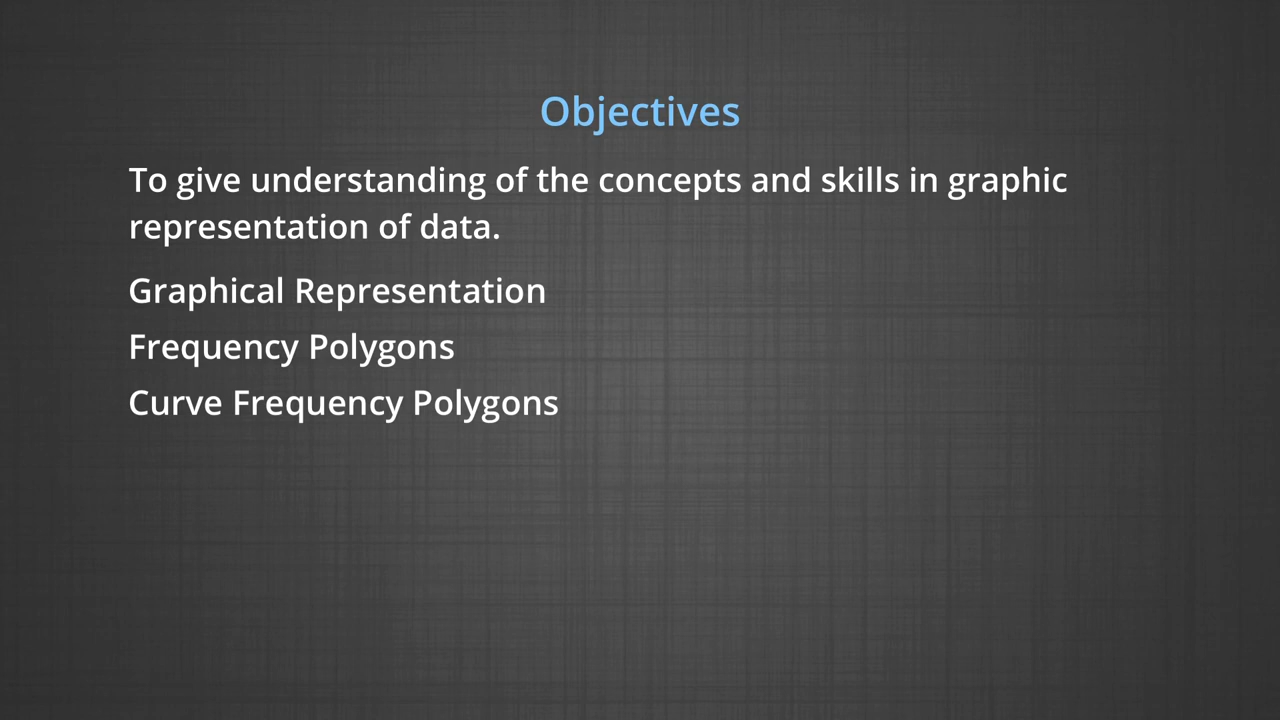 Objectives
To give understanding of the concepts and skills in graphic
representation of data.
Graphical Representation
Frequency Polygons
Curve Frequency Polygons